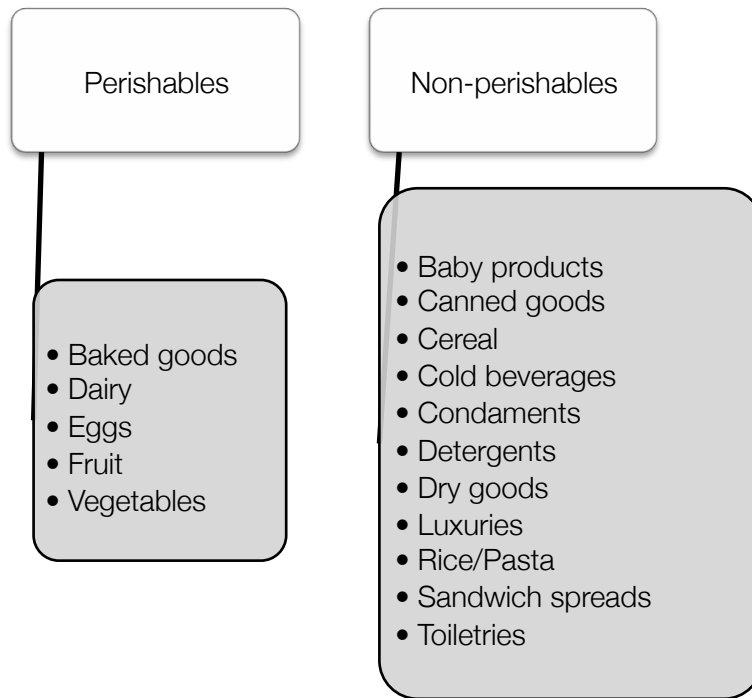 Perishables
• Baked goods
• Dairy
• Eggs
• Fruit
• Vegetables
Non-perishables
• Baby products
• Canned goods
• Cereal
• Cold beverages
• Condaments
• Detergents
• Dry goods
• Luxuries
• Rice/Pasta
• Sandwich spreads
• Toiletries